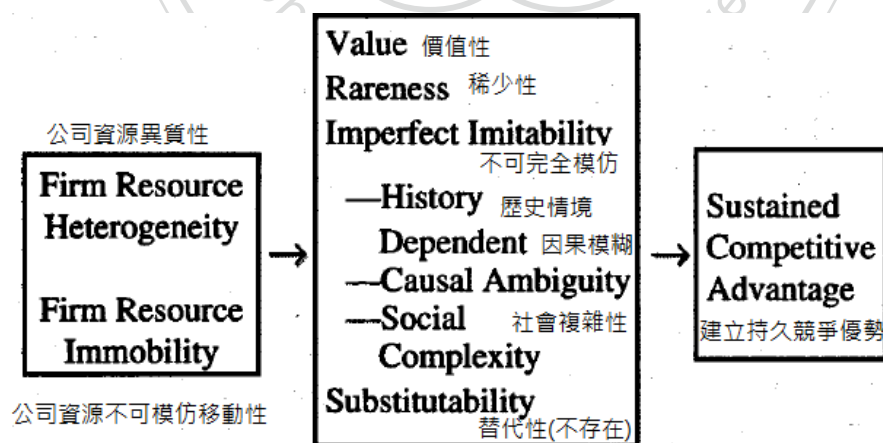 公司資源異質性
Firm Resource
Heterogeneity
Firm Resource
Immobility
公司資源不可模仿移動性
Value 價值性
Rareness 稀少性
Imperfect Imitability
不可完全模仿
—History 歷史情境
Dependent 因果模糊
—Causal Ambiguity
—Social 社會複雜性
Complexity
Substitutability
替代性(不存在)
Sustained
Competitive
Advantage
建立持久競爭優勢